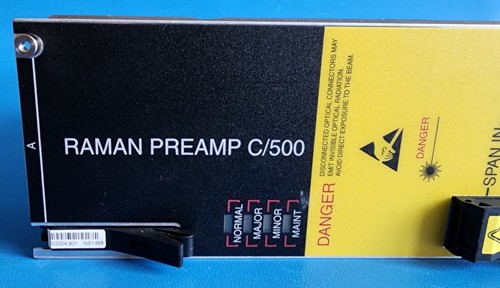 A
RAMAN PREAMP C/500
NORMAL
MAJOR
MINOR
MAINT
DANGER
DISCONNECTED OPTICAL CONNECTORS MAY
EMIT INVISIBLE OPTICAL RADIATION
AVOID DIRECT EXPOSURE TO THE BEAM.
DANGER
SPAN IN